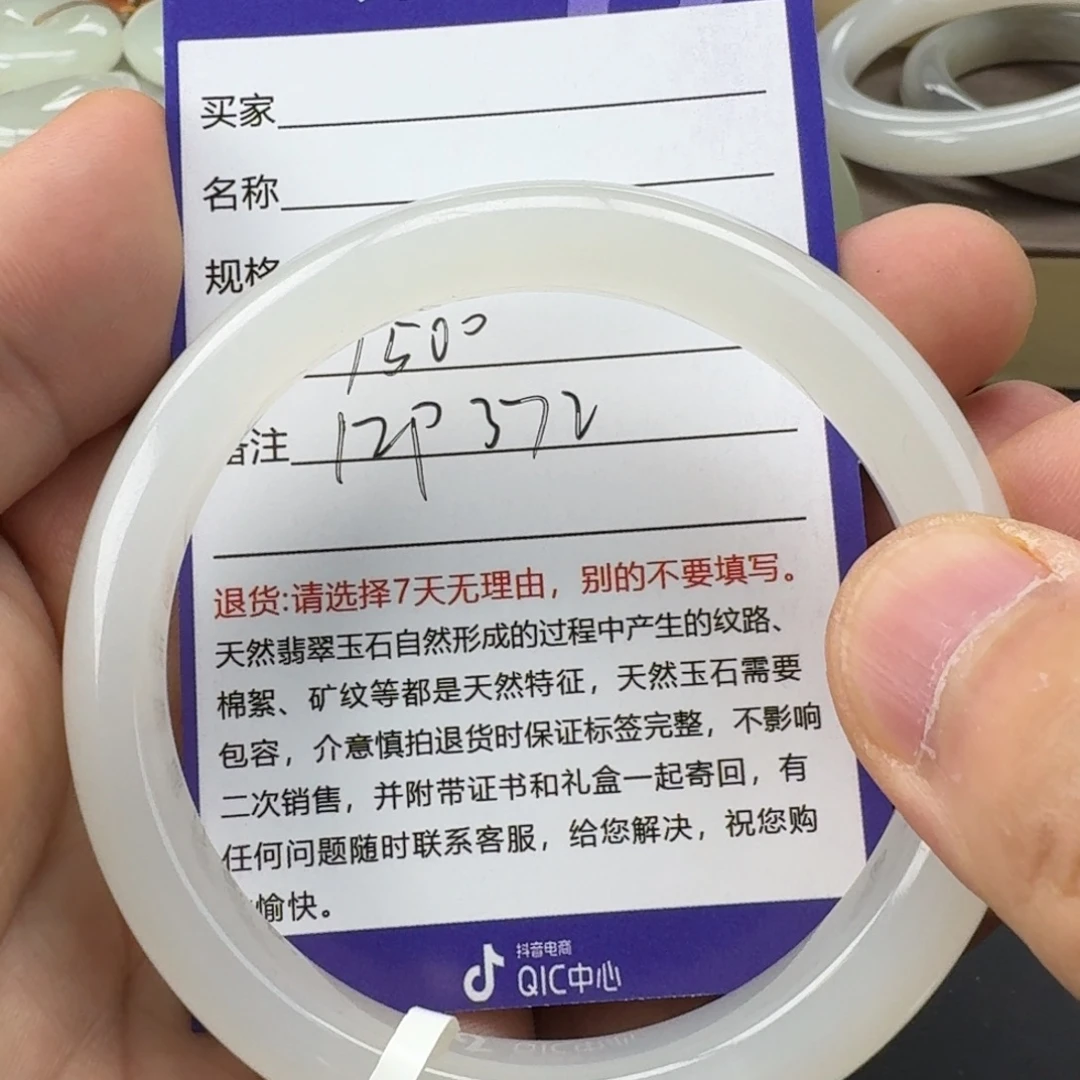 买家
名称
规格
1500
备注 12P 372
退货:请选择7天无理由，别的不要填写。
天然翡翠玉石自然形成的过程中产生的纹路、
棉絮、矿纹等都是天然特征，天然玉石需要
包容，介意慎拍退货时保证标签完整，不影响
二次销售，并附带证书和礼盒一起寄回，有
任何问题随时联系客服，给您解决，祝您购
愉快。
抖音电商
QIC中心